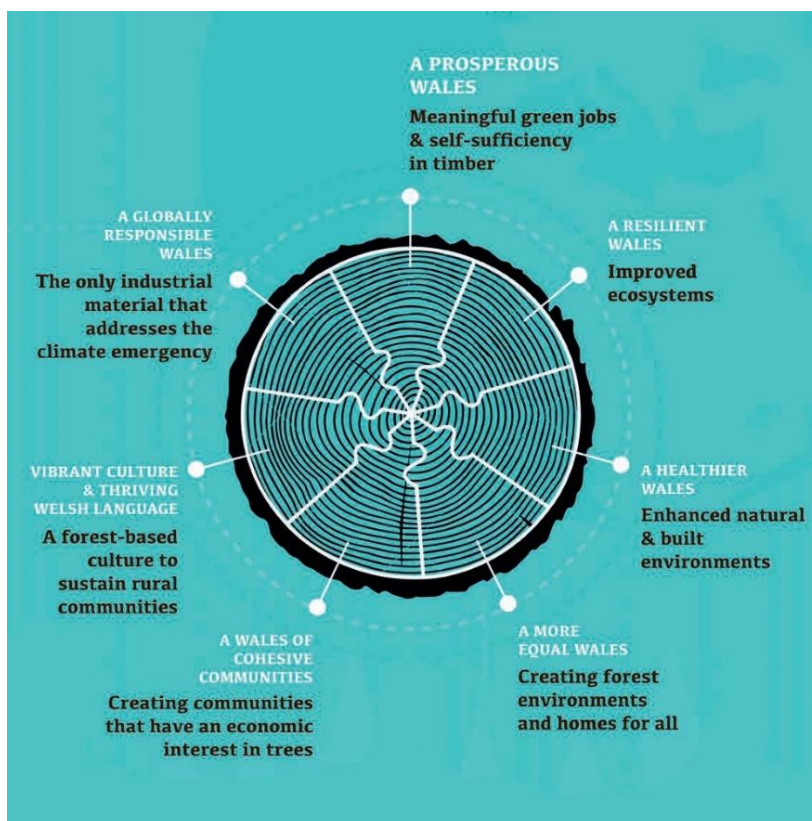 A PROSPEROUS
WALES
Meaningful green jobs
& self-sufficiency
in timber
A RESILIENT
WALES
Improved
ecosystems
A HEALTHIER
WALES
Enhanced natural
& built
environments
A MORE
EQUAL WALES
Creating forest
environments
and homes for all
A WALES OF
COHESIVE
COMMUNITIES
Creating communities
that have an economic
interest in trees
VIBRANT CULTURE
& THRIVING
WELSH LANGUAGE
A forest-based
culture to
sustain rural
communities
A GLOBALLY
RESPONSIBLE
WALES
The only industrial
material that
addresses the
climate emergency